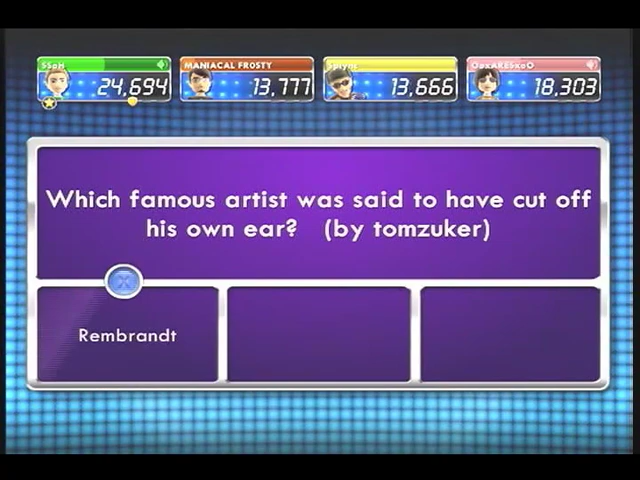 SSoH
MANIACAL FROSTY
24,694
13,777
13,666
18,303
Which famous artist was said to have cut off
his own ear? (by tomzuker)
X
Rembrandt